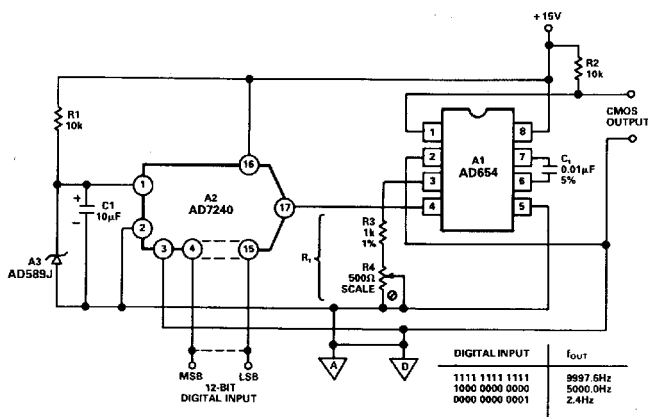 +15V
R2
10k
CMOS
OUTPUT
R1
10k
16
1
8
2
7
A1
AD654
C₁
0.01μF
5%
3
6
4
5
1
A2
AD7240
17
2
+
C1
10μF
−
3
4
15
A3
AD589J
R3
1k
1%
R₁
R4
500Ω
SCALE
MSB
LSB
12-BIT
DIGITAL INPUT
A
D
DIGITAL INPUT fOUT
1111 1111 1111 9997.6Hz
1000 0000 0000 5000.0Hz
0000 0000 0001 2.4Hz